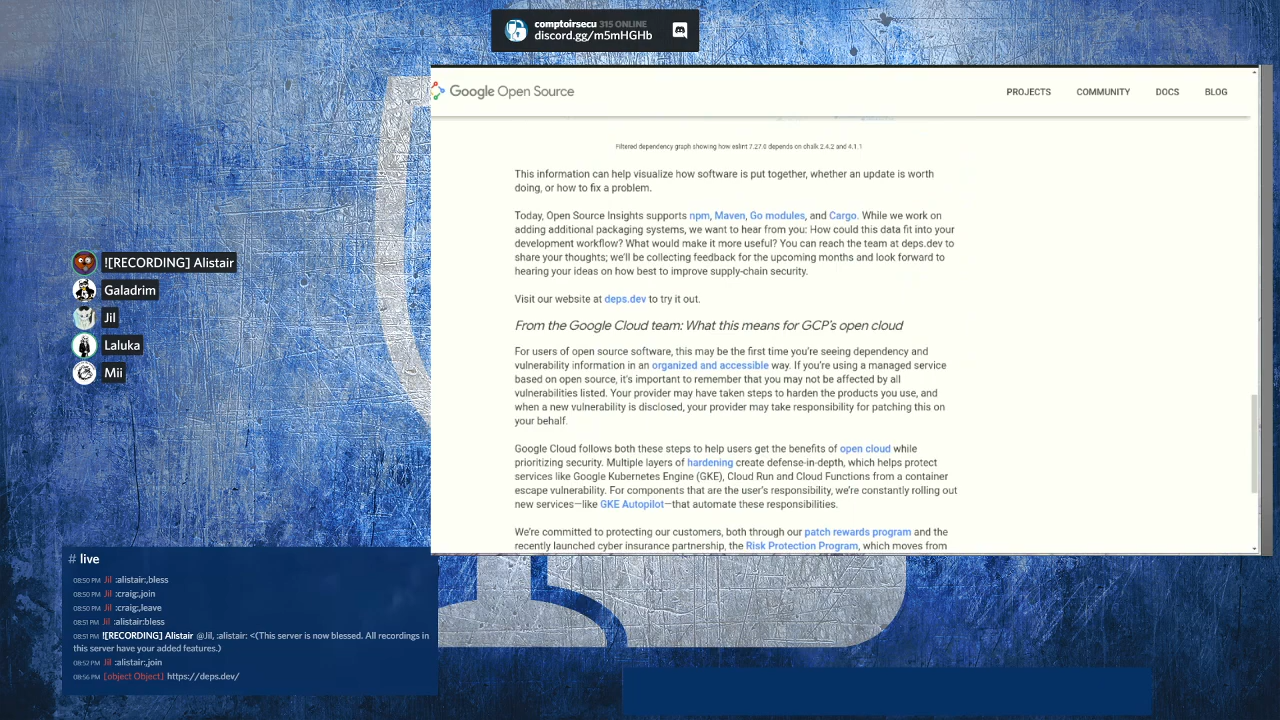 comptoirsecu 315 ONLINE
discord.gg/m5mHGHb
Google Open Source
PROJECTS COMMUNITY DOCS BLOG
Filtered dependency graph showing how eslint 7.27.0 depends on chalk 2.4.2 and 4.1.1
This information can help visualize how software is put together, whether an update is worth
doing, or how to fix a problem.
Today, Open Source Insights supports npm, Maven, Go modules, and Cargo. While we work on
adding additional packaging systems, we want to hear from you: How could this data fit into your
development workflow? What would make it more useful? You can reach the team at deps.dev to
share your thoughts; we'll be collecting feedback for the upcoming months and look forward to
hearing your ideas on how best to improve supply-chain security.
Visit our website at deps.dev to try it out.
From the Google Cloud team: What this means for GCP's open cloud
For users of open source software, this may be the first time you're seeing dependency and
vulnerability information in an organized and accessible way. If you're using a managed service
based on open source, it's important to remember that you may not be affected by all
vulnerabilities listed. Your provider may have taken steps to harden the products you use, and
when a new vulnerability is disclosed, your provider may take responsibility for patching this on
your behalf.
Google Cloud follows both these steps to help users get the benefits of open cloud while
prioritizing security. Multiple layers of hardening create defense-in-depth, which helps protect
services like Google Kubernetes Engine (GKE), Cloud Run and Cloud Functions from a container
escape vulnerability. For components that are the user's responsibility, we're constantly rolling out
new services—like GKE Autopilot—that automate these responsibilities.
We're committed to protecting our customers, both through our patch rewards program and the
recently launched cyber insurance partnership, the Risk Protection Program, which moves from
![RECORDING] Alistair
Galadrim
Jil
Laluka
Mii
# live
08:50 PM Jil :alistair:,bless
08:50 PM Jil :craig:,join
08:50 PM Jil :craig:,leave
08:51 PM Jil :alistair:bless
08:51 PM ![RECORDING] Alistair @Jil, :alistair: <(This server is now blessed. All recordings in
this server have your added features.)
08:52 PM Jil :alistair:,join
08:56 PM [object Object] https://deps.dev/